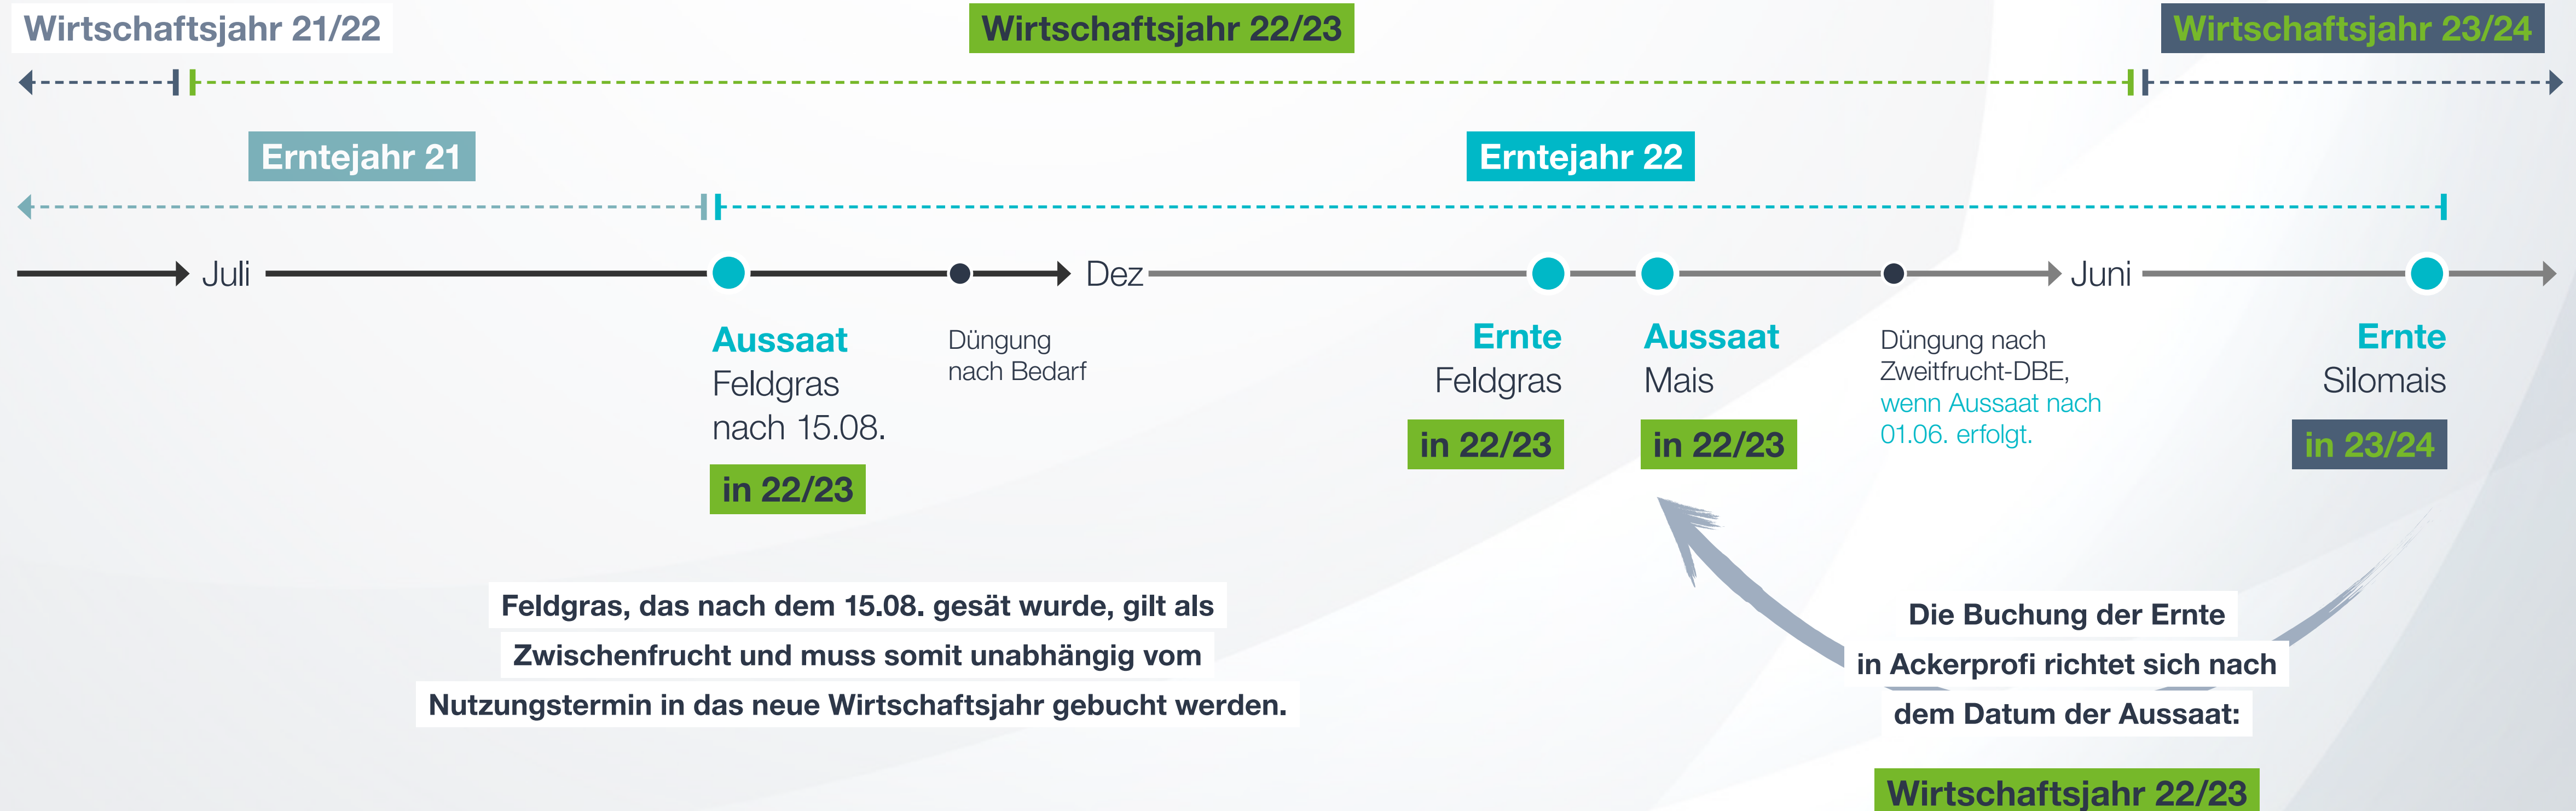 Wirtschaftsjahr 21/22
Wirtschaftsjahr 22/23
Wirtschaftsjahr 23/24
Erntejahr 21
Erntejahr 22
Juli
Dez
Juni
Aussaat
Feldgras
nach 15.08.
in 22/23
Düngung
nach Bedarf
Ernte
Feldgras
in 22/23
Aussaat
Mais
in 22/23
Düngung nach
Zweitfrucht-DBE,
wenn Aussaat nach
01.06. erfolgt.
Ernte
Silomais
in 23/24
Feldgras, das nach dem 15.08. gesät wurde, gilt als
Zwischenfrucht und muss somit unabhängig vom
Nutzungstermin in das neue Wirtschaftsjahr gebucht werden.
Die Buchung der Ernte
in Ackerprofi richtet sich nach
dem Datum der Aussaat:
Wirtschaftsjahr 22/23